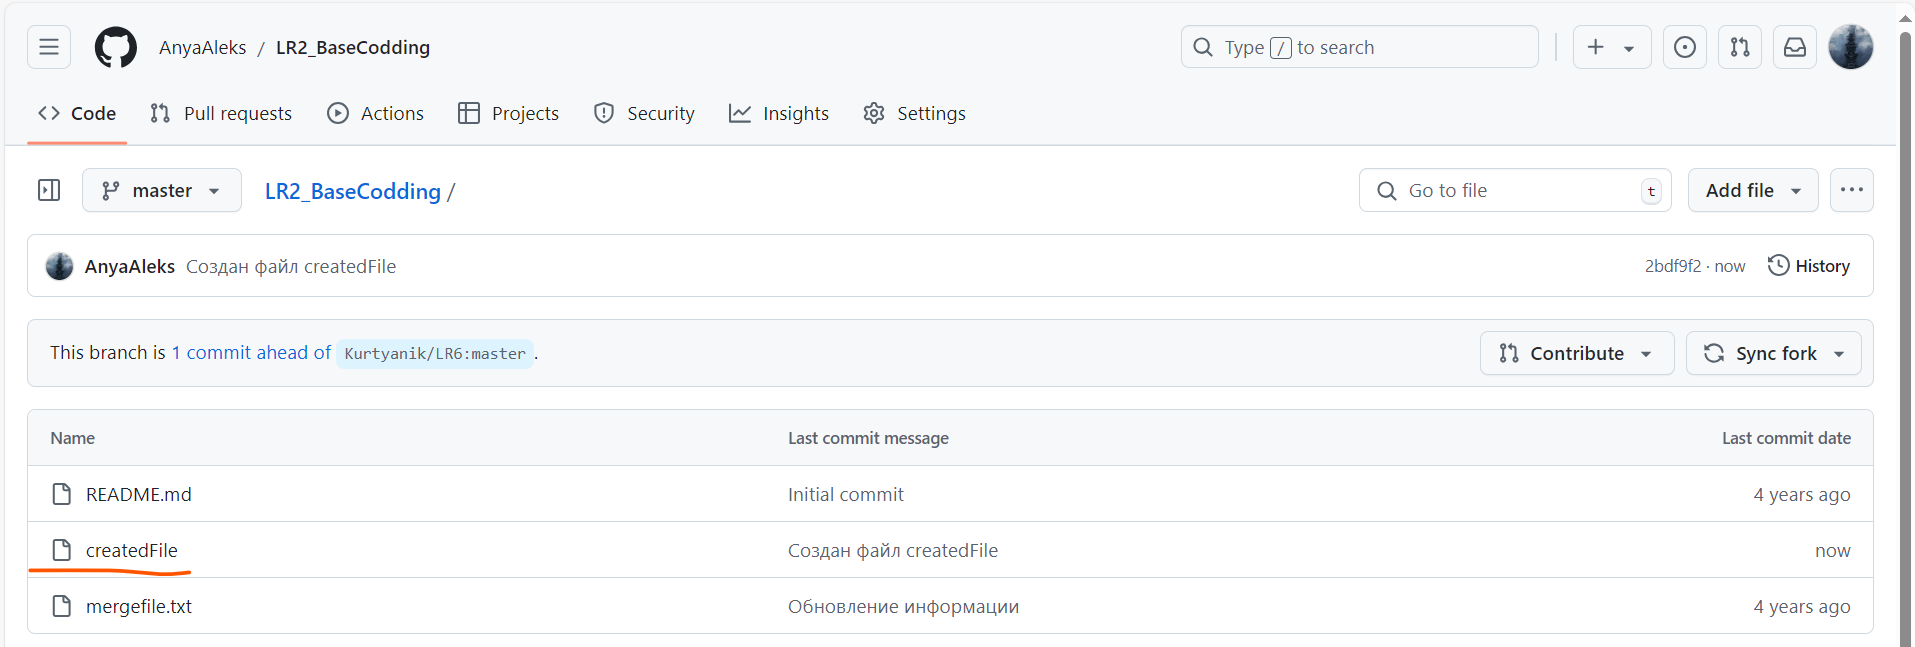 AnyaAleks / LR2_BaseCodding
Type / to search
Code Pull requests Actions Projects Security Insights Settings
master
LR2_BaseCodding /
Go to file t
Add file
AnyaAleks Создан файл createdFile
2bdf9f2 · now History
This branch is 1 commit ahead of Kurtyanik/LR6:master .
Contribute
Sync fork
Name Last commit message Last commit date
README.md Initial commit 4 years ago
createdFile Создан файл createdFile now
mergefile.txt Обновление информации 4 years ago